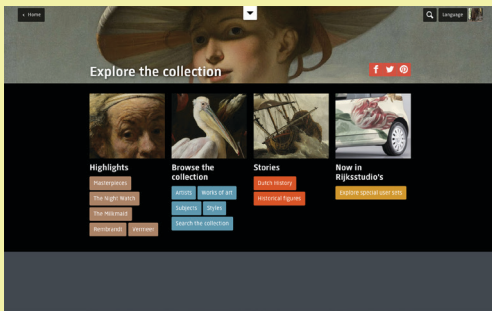 Home
Language
Explore the collection
Highlights
Masterpieces
The Night Watch
The Milkmaid
Rembrandt Vermeer
Browse the
collection
Artists Works of art
Subjects Styles
Search the collection
Stories
Dutch History
Historical figures
Now in
Rijksstudio's
Explore special user sets